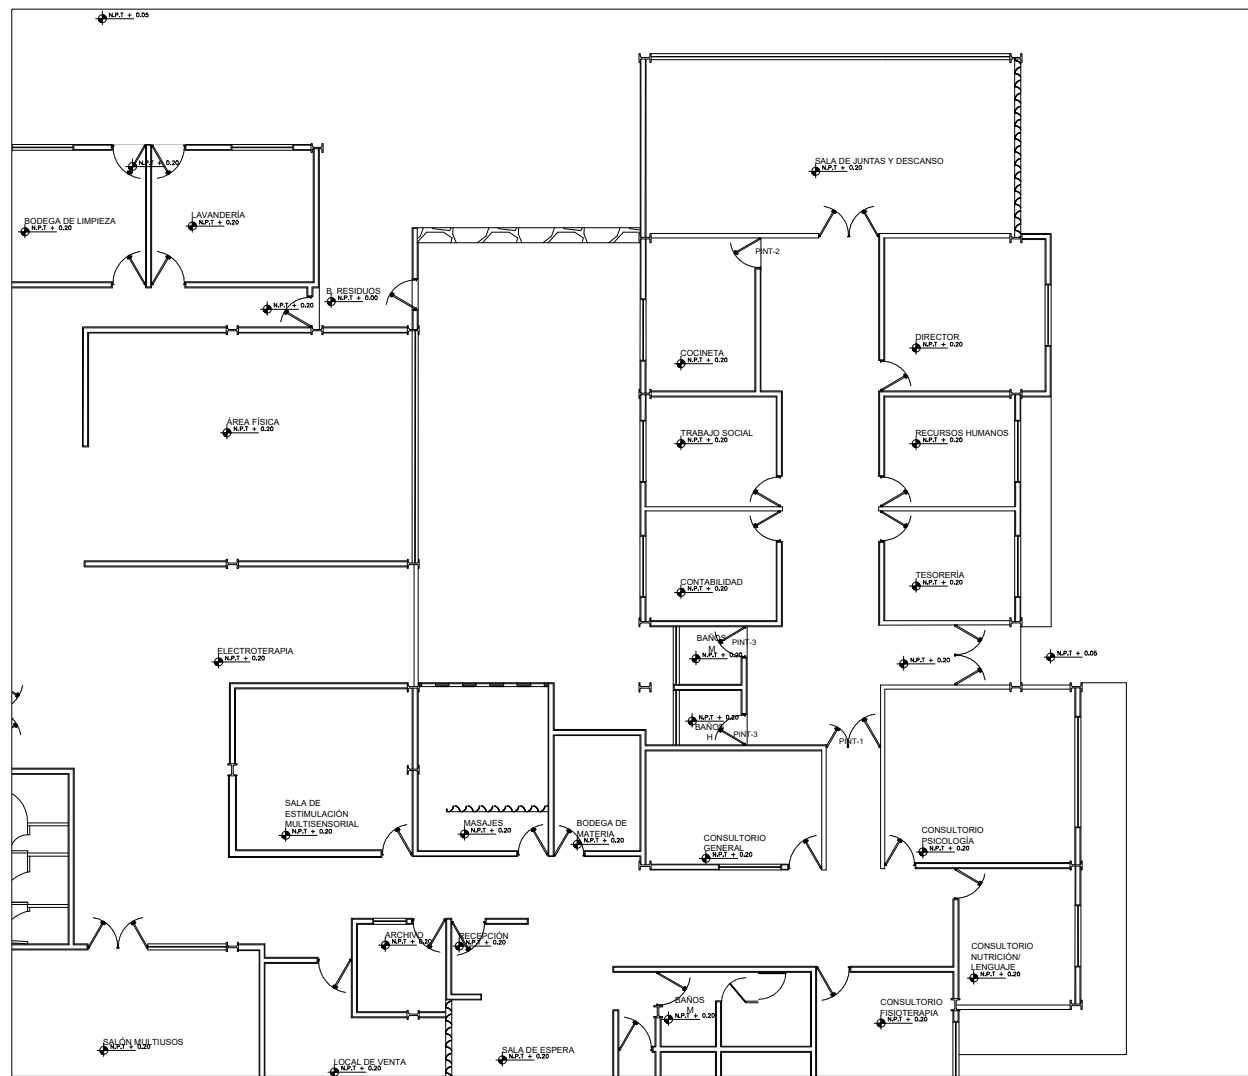 N.P.T + 0.05
N.P.T + 0.20
SALA DE JUNTAS Y DESCANSO
N.P.T + 0.20
BODEGA DE LIMPIEZA
N.P.T + 0.20
LAVANDERÍA
N.P.T + 0.20
PINT-2
B. RESIDUOS
N.P.T + 0.00
N.P.T + 0.20
COCINETA
N.P.T + 0.20
DIRECTOR
N.P.T + 0.20
ÁREA FÍSICA
N.P.T + 0.20
TRABAJO SOCIAL
N.P.T + 0.20
RECURSOS HUMANOS
N.P.T + 0.20
CONTABILIDAD
N.P.T + 0.20
TESORERÍA
N.P.T + 0.20
ELECTROTERAPIA
N.P.T + 0.20
BAÑOS
M
N.P.T + 0.20
PINT-3
N.P.T + 0.20
N.P.T + 0.05
N.P.T + 0.20
BAÑOS
H
PINT-3
PINT-1
SALA DE
ESTIMULACIÓN
MULTISENSORIAL
N.P.T + 0.20
MASAJES
N.P.T + 0.20
BODEGA DE
MATERIA
N.P.T + 0.20
CONSULTORIO
GENERAL
N.P.T + 0.20
CONSULTORIO
PSICOLOGÍA
N.P.T + 0.20
ARCHIVO
N.P.T + 0.20
RECEPCIÓN
N.P.T + 0.20
CONSULTORIO
NUTRICIÓN/
LENGUAJE
N.P.T + 0.20
BAÑOS
M
N.P.T + 0.20
CONSULTORIO
FISIOTERAPIA
N.P.T + 0.20
SALÓN MULTIUSOS
N.P.T + 0.20
LOCAL DE VENTA
N.P.T + 0.20
SALA DE ESPERA
N.P.T + 0.20